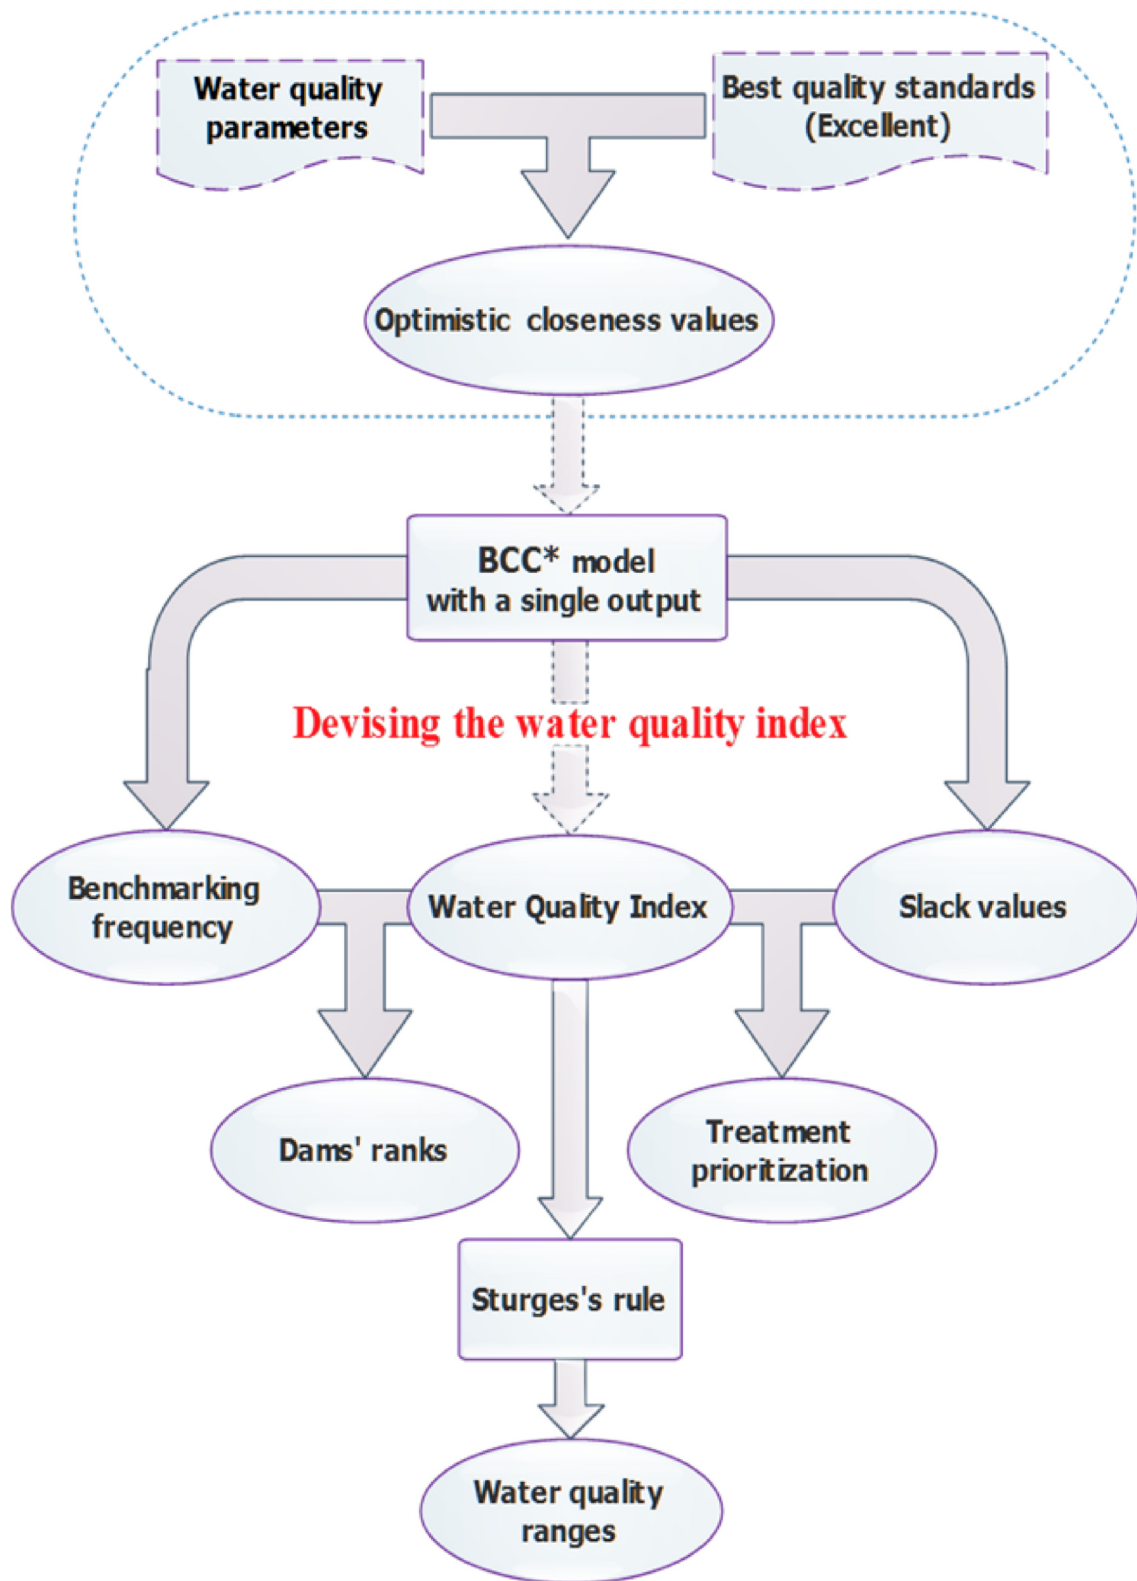 Water quality
parameters
Best quality standards
(Excellent)
Optimistic closeness values
BCC* model
with a single output
Devising the water quality index
Benchmarking
frequency
Water Quality Index
Slack values
Dams' ranks
Treatment
prioritization
Sturges's rule
Water quality
ranges